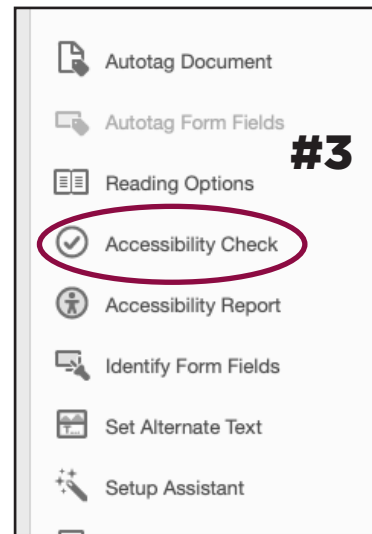 Autotag Document
Autotag Form Fields
#3
Reading Options
Accessibility Check
Accessibility Report
Identify Form Fields
Set Alternate Text
T...
Setup Assistant